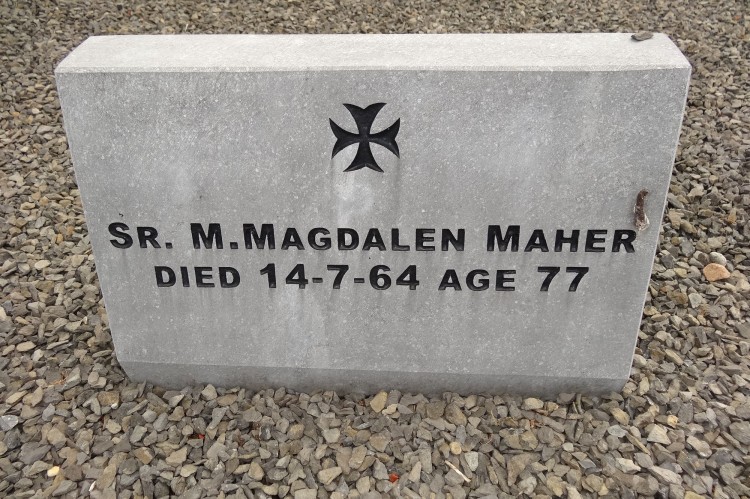 SR. M.MAGDALEN MAHER
DIED 14-7-64 AGE 77